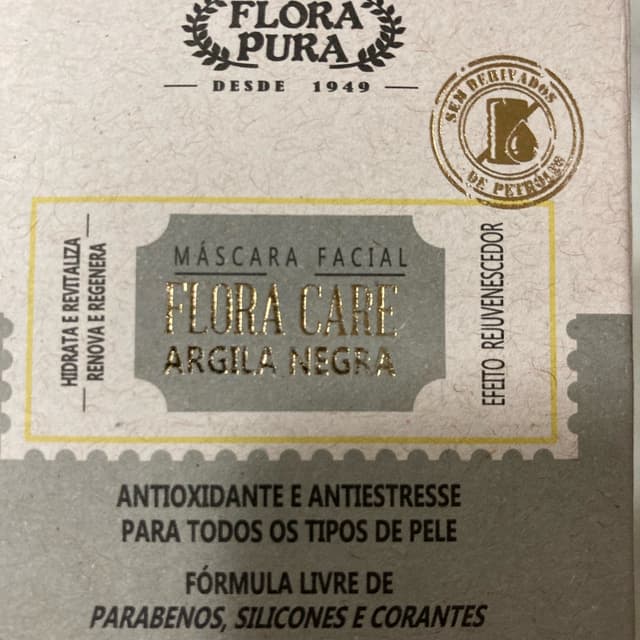 FLORA
PURA
DESDE 1949
SEM DERIVADOS
DE PETRÓLEO
HIDRATA E REVITALIZA
RENOVA E REGENERA
MÁSCARA FACIAL
FLORA CARE
ARGILA NEGRA
EFEITO REJUVENESCEDOR
ANTIOXIDANTE E ANTIESTRESSE
PARA TODOS OS TIPOS DE PELE
FÓRMULA LIVRE DE
PARABENOS, SILICONES E CORANTES